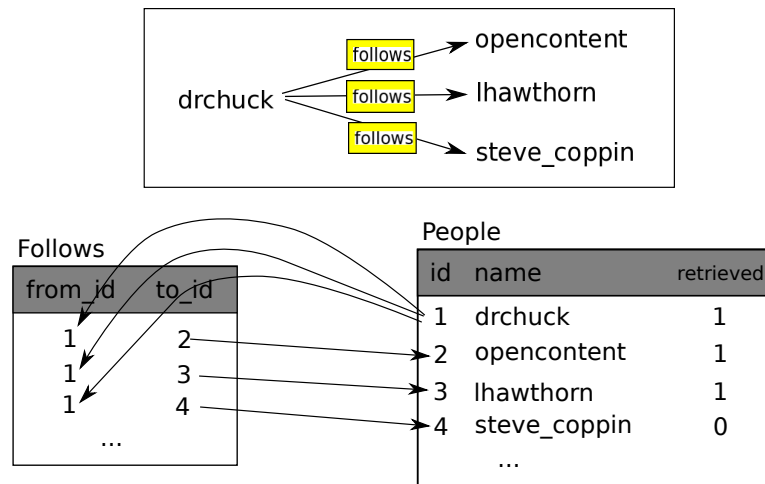 follows
opencontent
drchuck
follows
lhawthorn
follows
steve_coppin
Follows
from_id to_id
1 2
1 3
1 4
...
People
id name retrieved
1 drchuck 1
2 opencontent 1
3 lhawthorn 1
4 steve_coppin 0
...